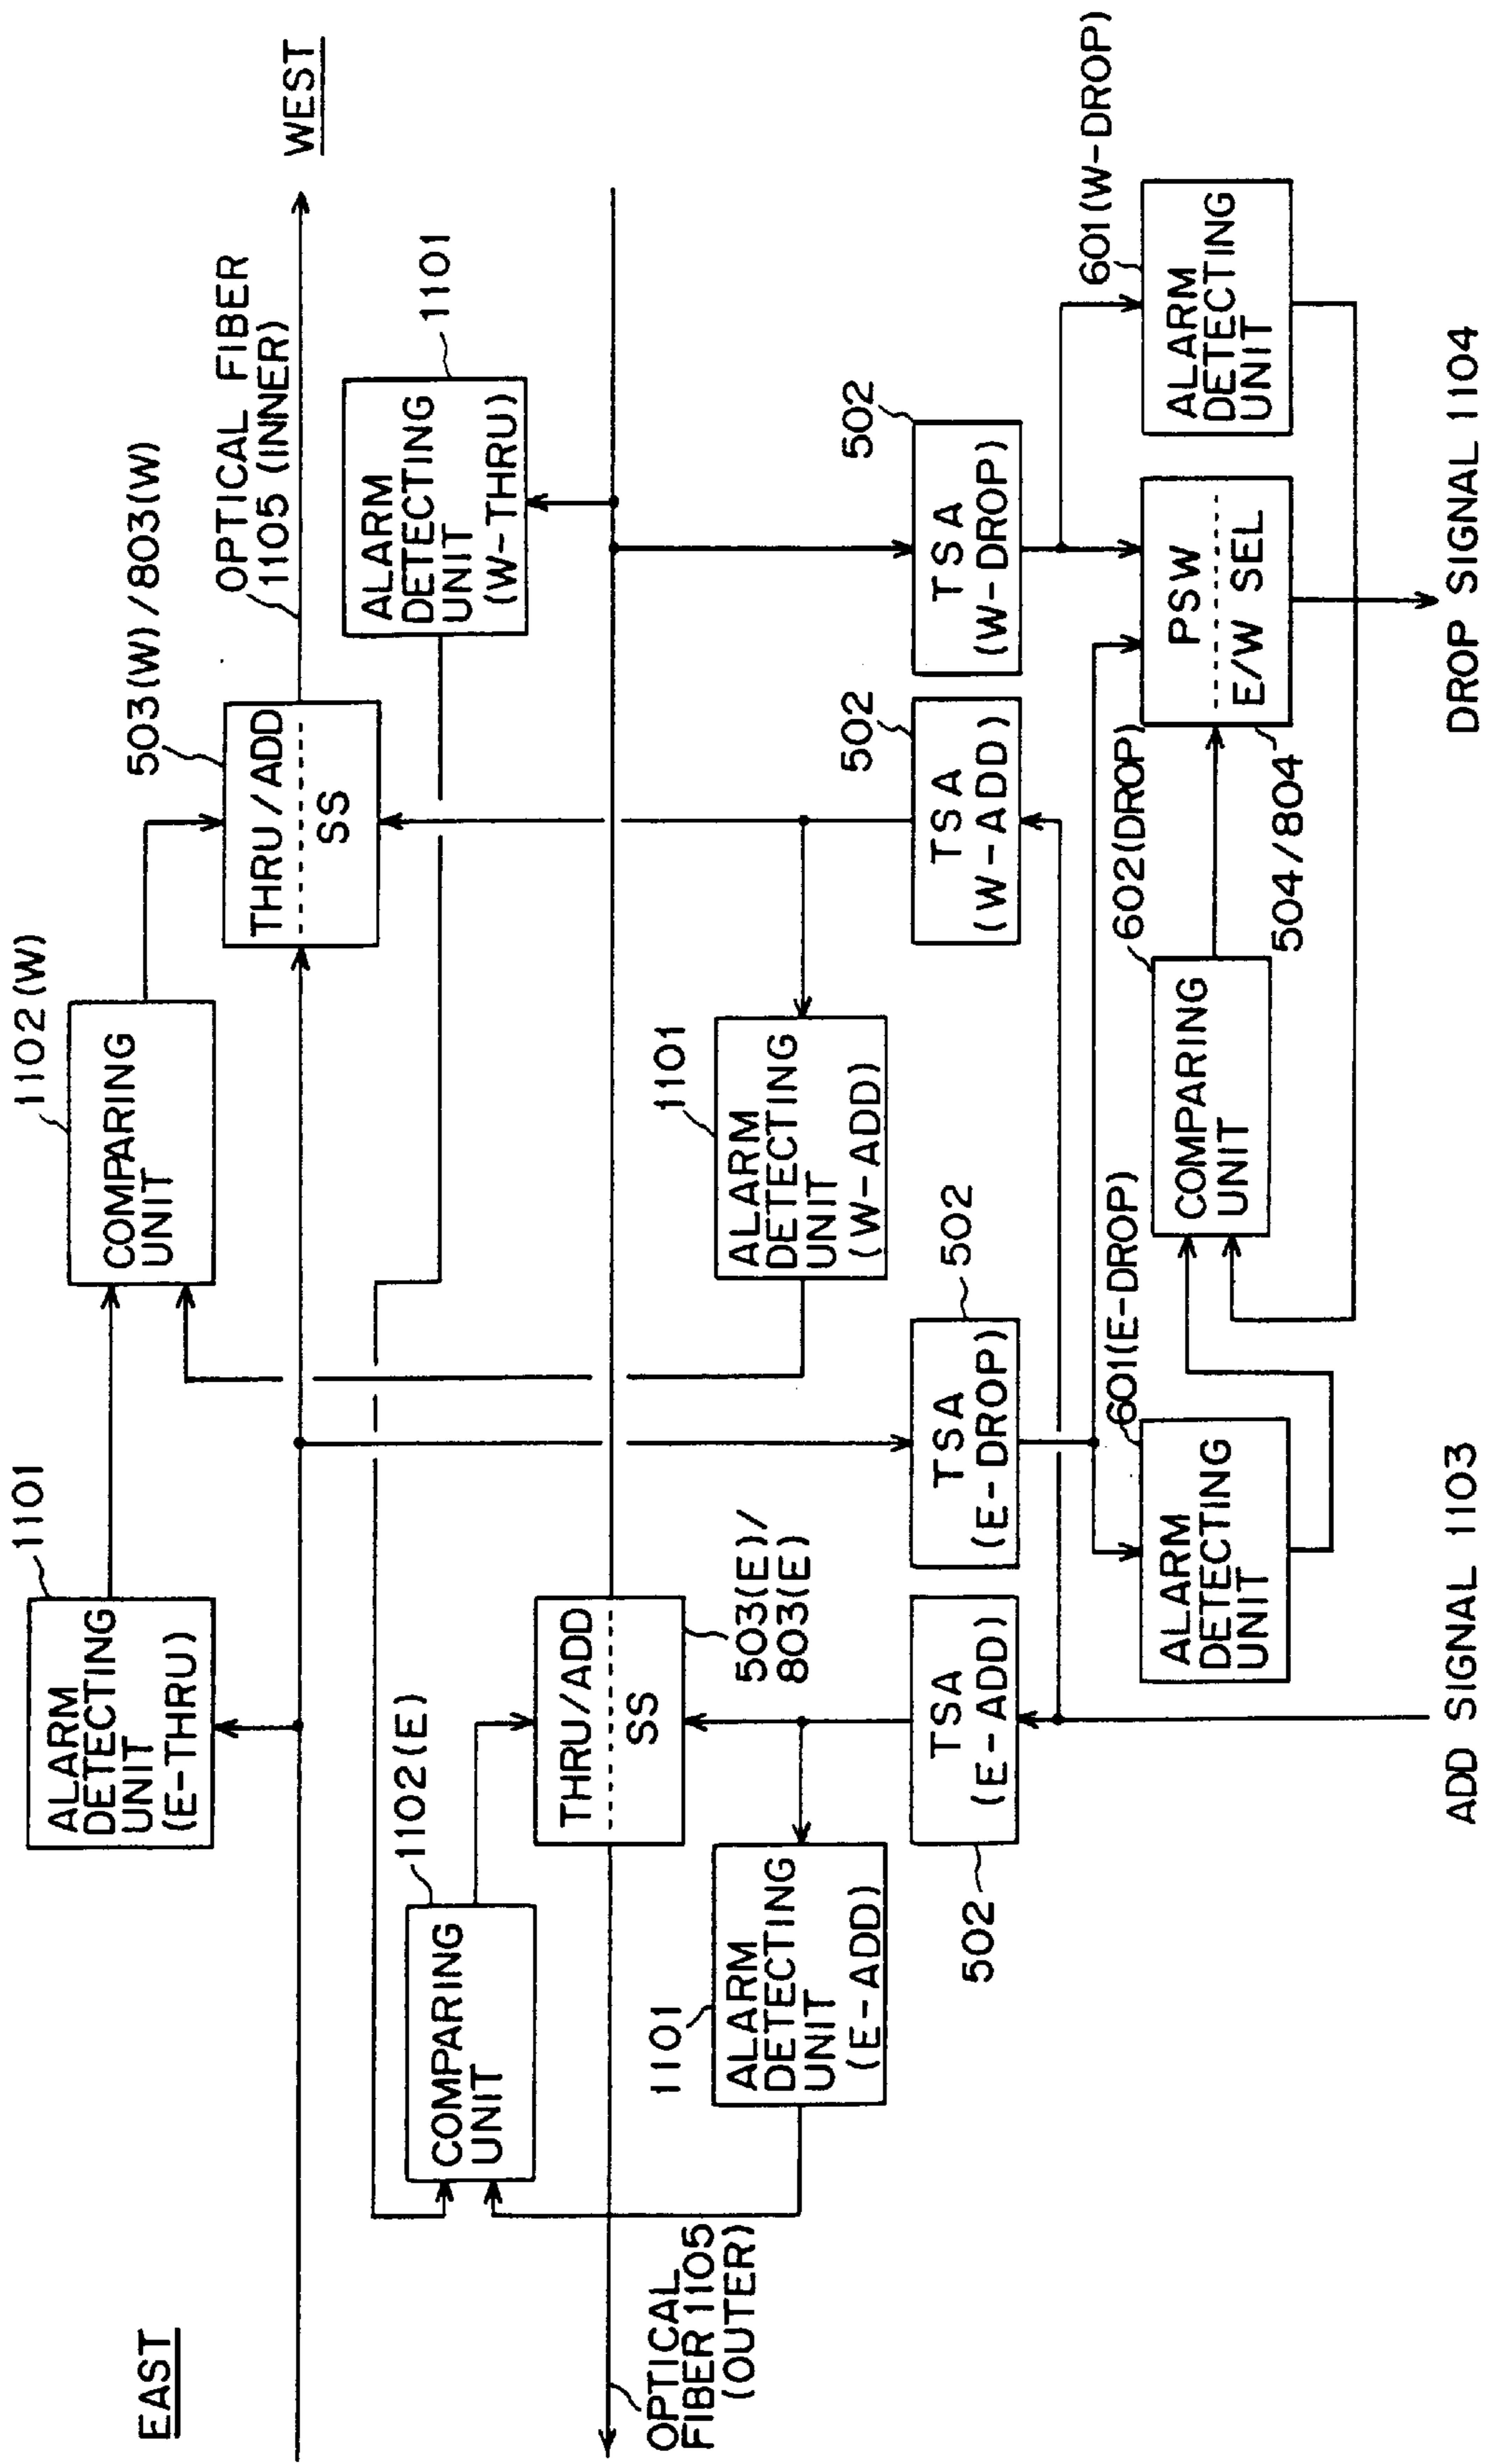 EAST
WEST
1101
ALARM
DETECTING
UNIT
(E-THRU)
1102(W)
COMPARING
UNIT
503(W)/803(W)
THRU/ADD
SS
OPTICAL FIBER
1105(INNER)
1101
ALARM
DETECTING
UNIT
(W-THRU)
1102(E)
COMPARING
UNIT
THRU/ADD
SS
503(E)/
803(E)
OPTICAL
FIBER1105
(OUTER)
1101
ALARM
DETECTING
UNIT
(E-ADD)
1101
ALARM
DETECTING
UNIT
(W-ADD)
502
TSA
(E-ADD)
502
TSA
(E-DROP)
502
TSA
(W-ADD)
502
TSA
(W-DROP)
601(E-DROP)
ALARM
DETECTING
UNIT
602(DROP)
COMPARING
UNIT
PSW
E/W SEL
504/804
601(W-DROP)
ALARM
DETECTING
UNIT
ADD SIGNAL 1103
DROP SIGNAL 1104